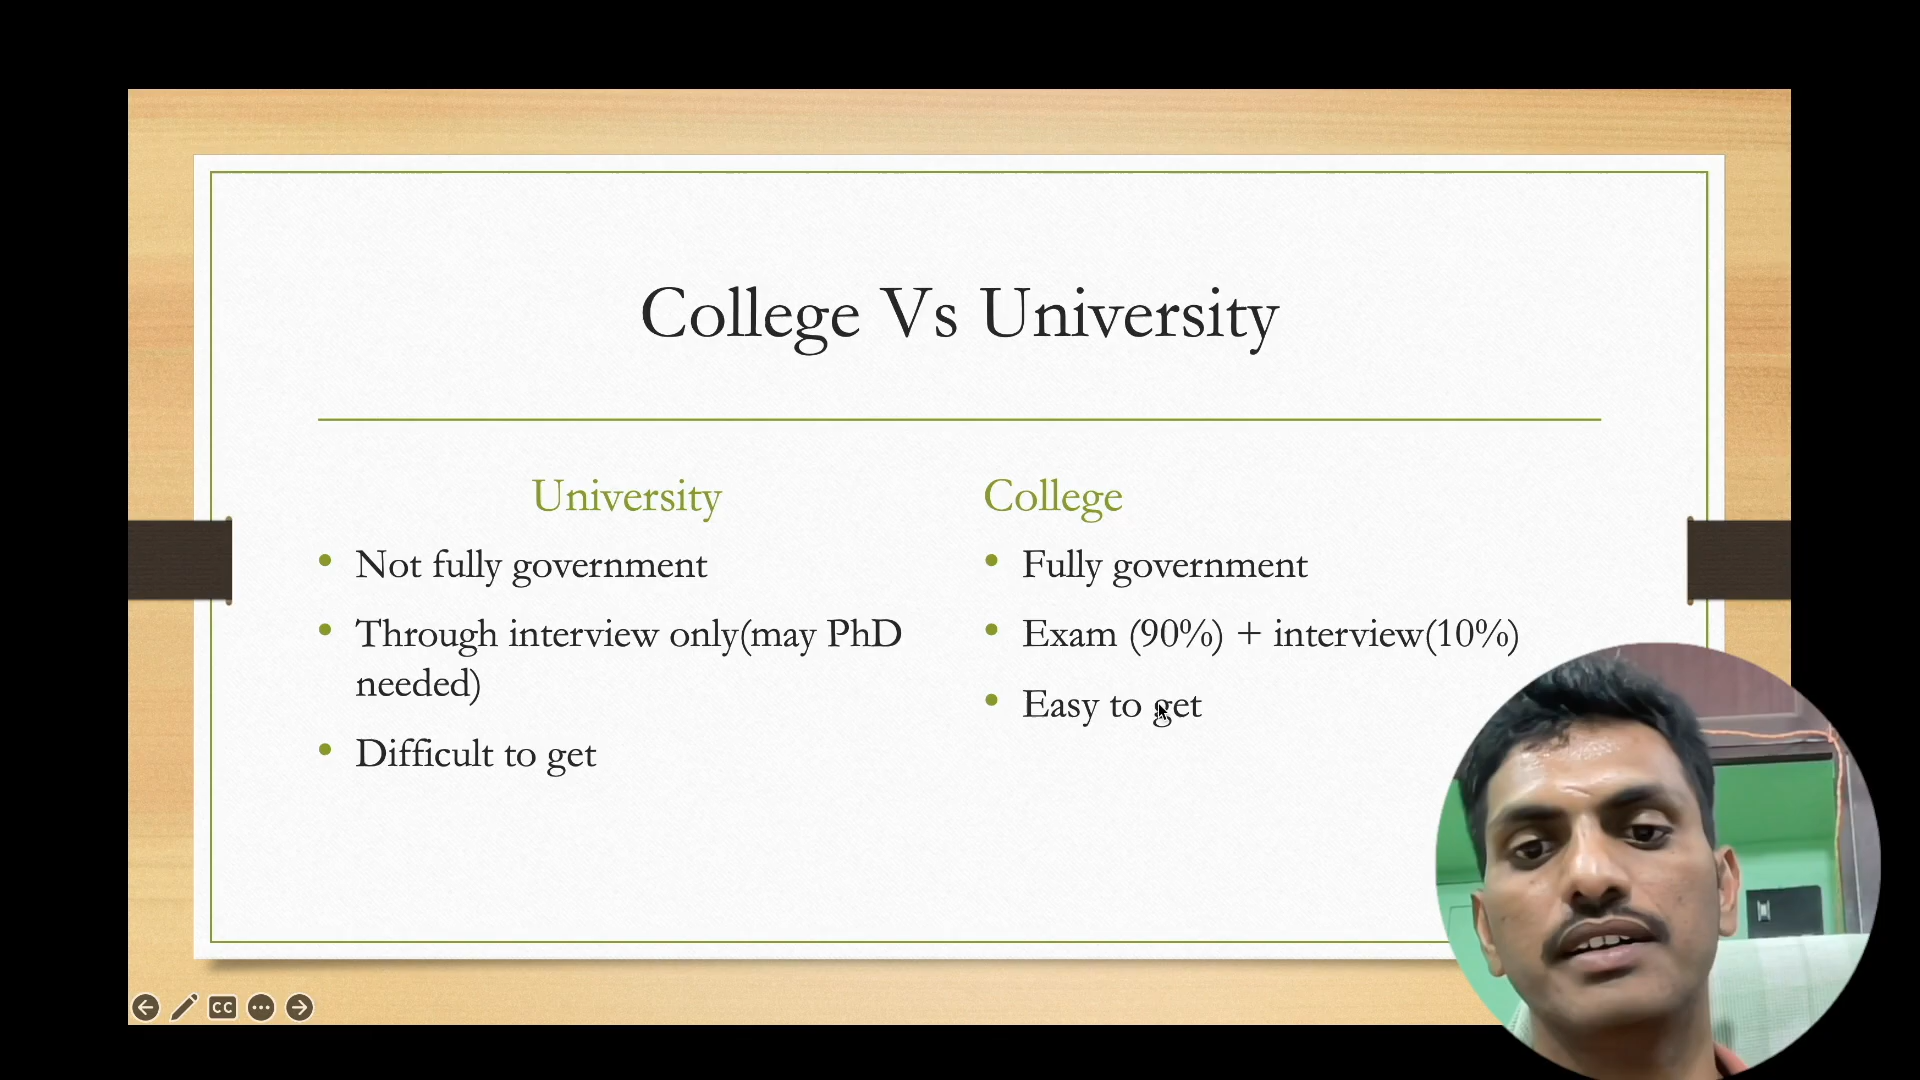 College Vs University
University
Not fully government
Through interview only(may PhD
needed)
Difficult to get
College
Fully government
Exam (90%) + interview(10%)
Easy to get
CC